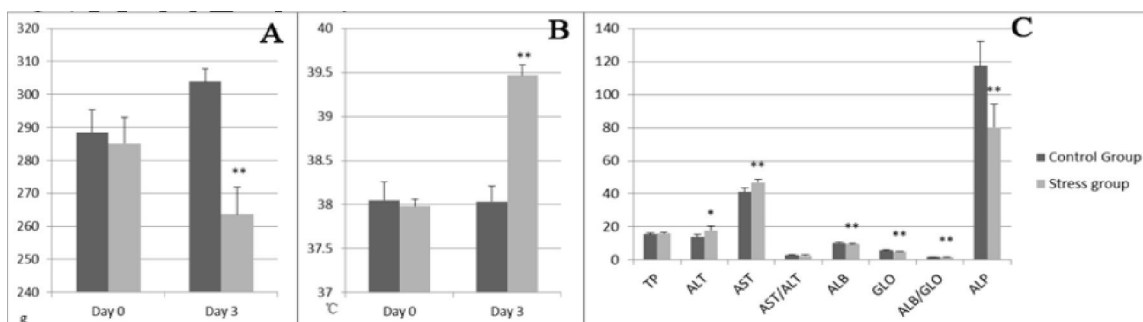 A
320
310
300
290
280
270
260
250
240
**
Day 0
Day 3
g
B
40
39.5
39
38.5
38
37.5
37
**
Day 0
Day 3
℃
C
140
120
100
80
60
40
20
0
*
**
**
**
**
**
TP
ALT
AST
AST/ALT
ALB
GLO
ALB/GLO
ALP
Control Group
Stress group